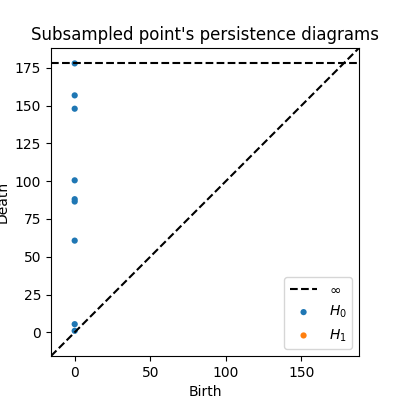 Subsampled point's persistence diagrams
175
150
125
100
75
50
25
0
Death
∞
H₀
H₁
0 50 100 150
Birth